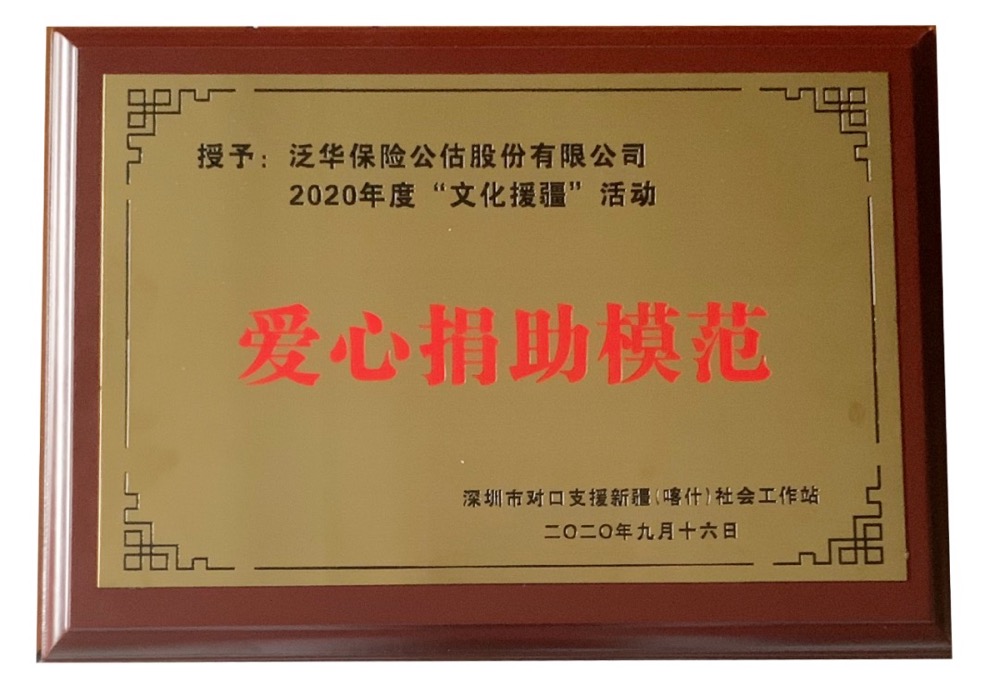 授予：泛华保险公估股份有限公司
2020年度“文化援疆”活动
爱心捐助模范
深圳市对口支援新疆(喀什)社会工作站
二〇二〇年九月十六日